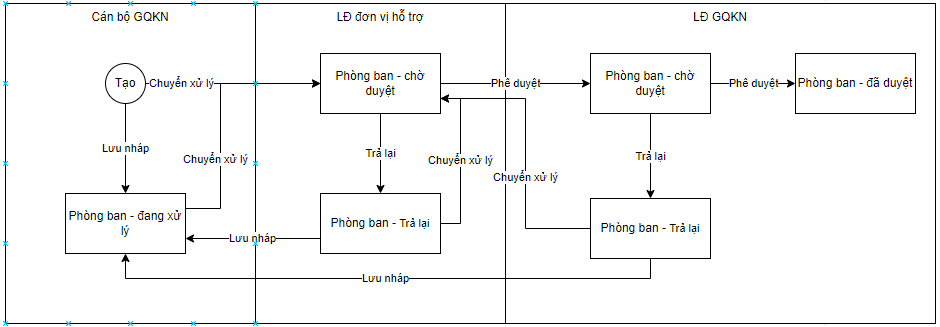 Cán bộ GQKN
LĐ đơn vị hỗ trợ
LĐ GQKN
Tạo
Chuyển xử lý
Phòng ban - chờ
duyệt
Phê duyệt
Phòng ban - chờ
duyệt
Phê duyệt
Phòng ban - đã duyệt
Lưu nháp
Chuyển xử lý
Trả lại
Chuyển xử lý
Trả lại
Chuyển xử lý
Phòng ban - đang xử
lý
Phòng ban - Trả lại
Phòng ban - Trả lại
Lưu nháp
Lưu nháp